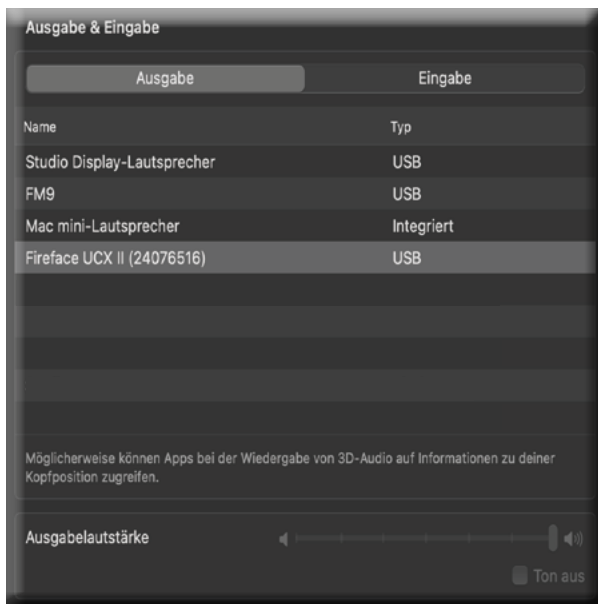 Ausgabe & Eingabe
Ausgabe Eingabe
Name Typ
Studio Display-Lautsprecher USB
FM9 USB
Mac mini-Lautsprecher Integriert
Fireface UCX II (24076516) USB
Möglicherweise können Apps bei der Wiedergabe von 3D-Audio auf Informationen zu deiner
Kopfposition zugreifen.
Ausgabelautstärke
Ton aus